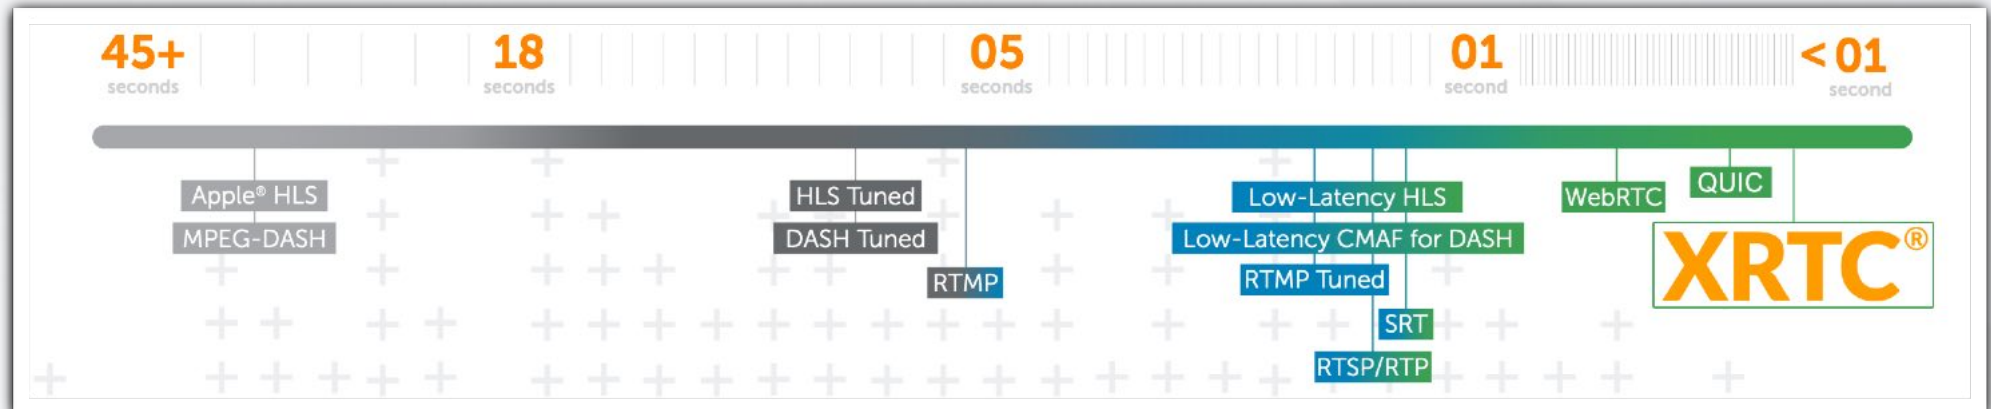 45+ 18 05 01 < 01
seconds seconds seconds second second
Apple® HLS HLS Tuned Low-Latency HLS WebRTC QUIC
MPEG-DASH DASH Tuned Low-Latency CMAF for DASH XRTC®
RTMP RTMP Tuned
SRT
RTSP/RTP